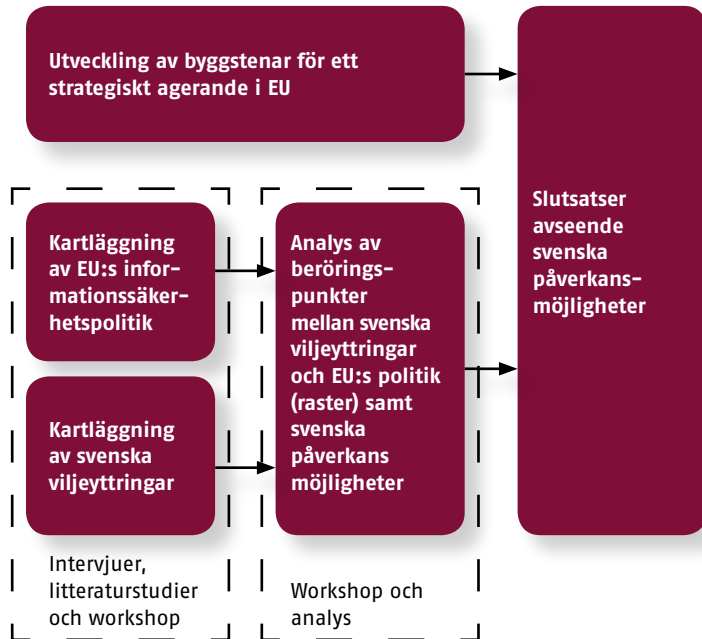 Utveckling av byggstenar för ett
strategiskt agerande i EU
Kartläggning
av EU:s infor-
mationssäker-
hetspolitik
Kartläggning
av svenska
viljeyttringar
Intervjuer,
litteraturstudier
och workshop
Analys av
berörings-
punkter
mellan svenska
viljeyttringar
och EU:s politik
(raster) samt
svenska
påverkans
möjligheter
Workshop och
analys
Slutsatser
avseende
svenska
påverkans-
möjligheter